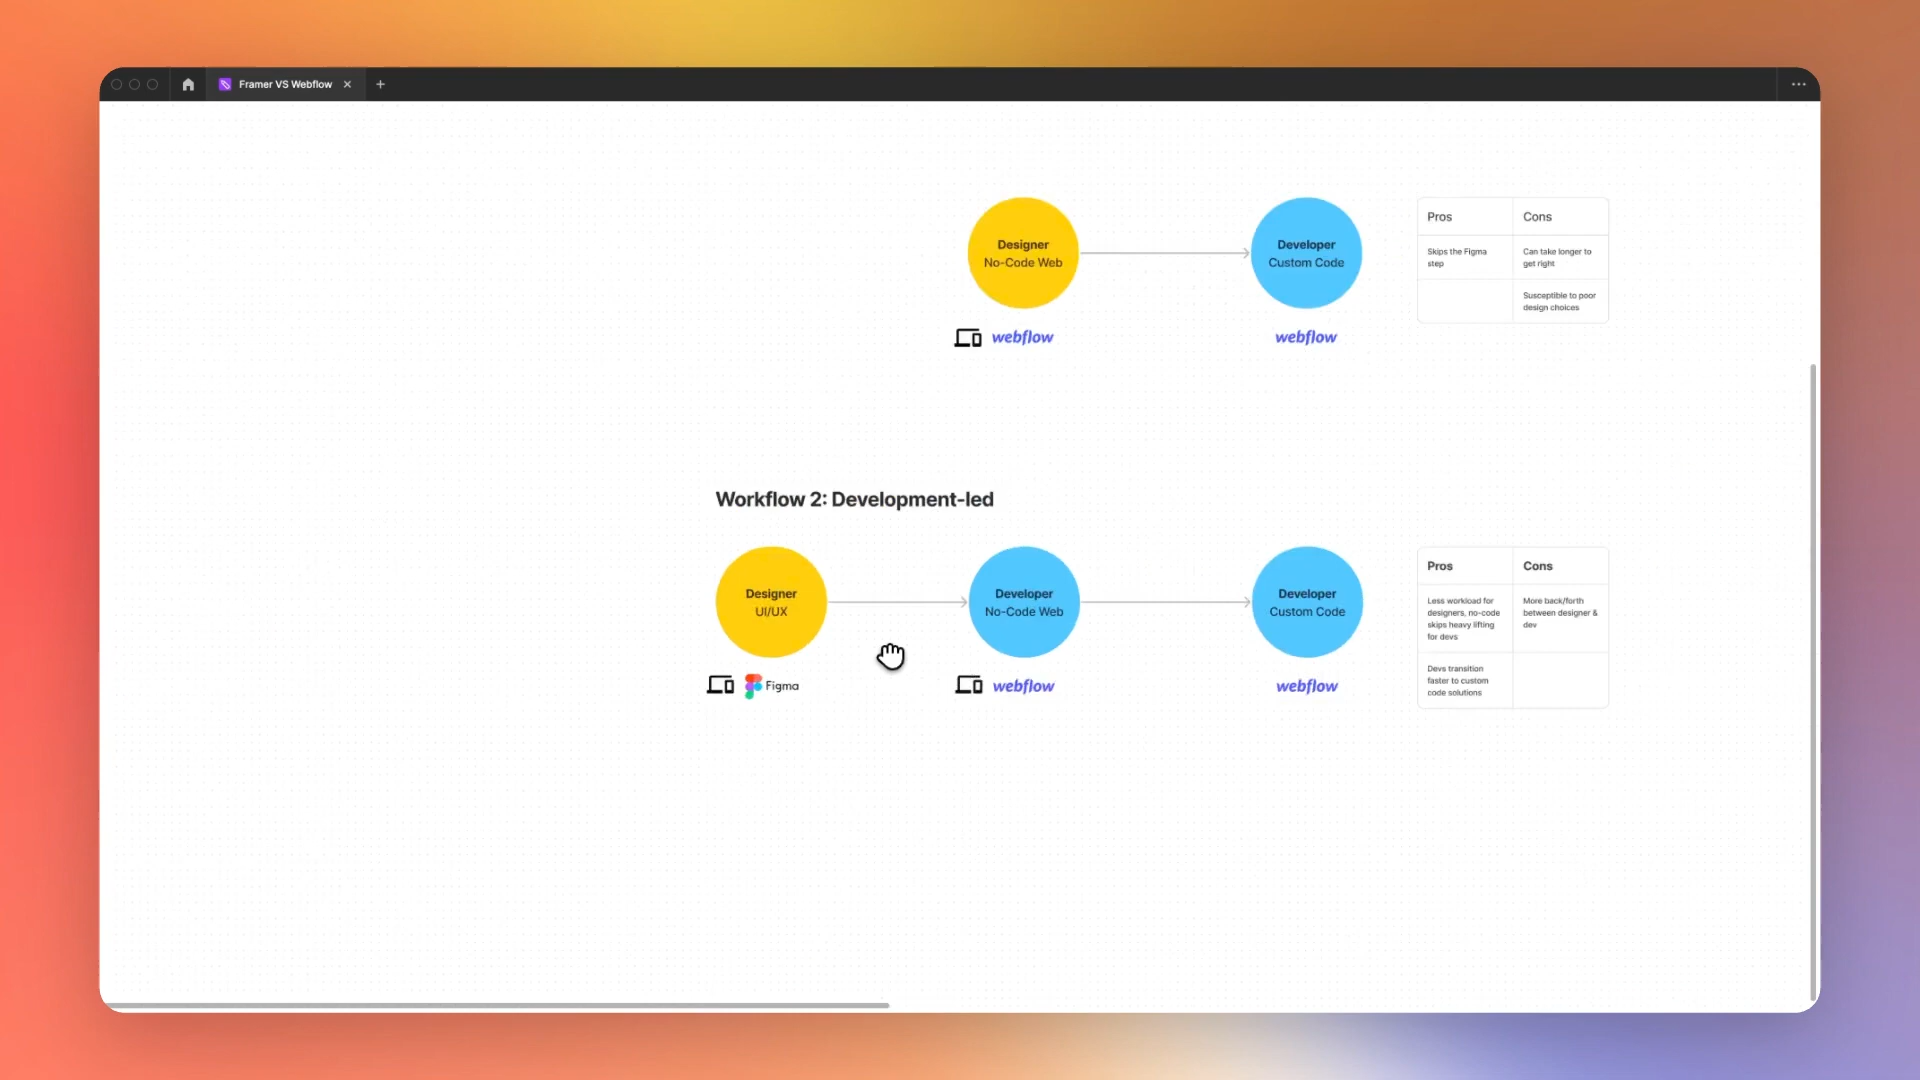 Framer VS Webflow
Designer
No-Code Web
Developer
Custom Code
webflow
webflow
Pros
Cons
Skips the Figma
step
Can take longer to
get right
Susceptible to poor
design choices
Workflow 2: Development-led
Designer
UI/UX
Developer
No-Code Web
Developer
Custom Code
Figma
webflow
webflow
Pros
Cons
Less workload for
designers, no-code
skips heavy lifting
for devs
More back/forth
between designer &
dev
Devs transition
faster to custom
code solutions